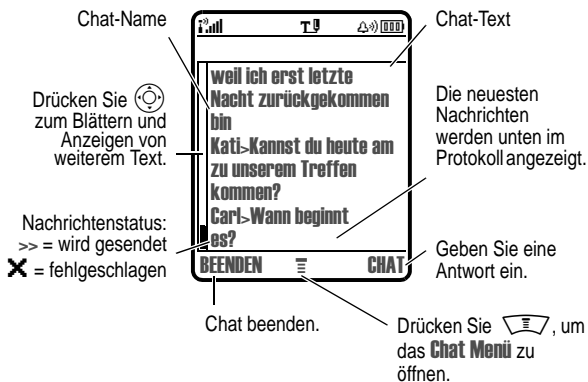 Chat-Name
Chat-Text
Drücken Sie
zum Blättern und
Anzeigen von
weiterem Text.
Nachrichtenstatus:
>> = wird gesendet
✕ = fehlgeschlagen
weil ich erst letzte
Nacht zurückgekommen
bin
Kati>Kannst du heute am
zu unserem Treffen
kommen?
Carl>Wann beginnt
es?
BEENDEN
CHAT
Die neuesten
Nachrichten
werden unten im
Protokoll angezeigt.
Geben Sie eine
Antwort ein.
Chat beenden.
Drücken Sie , um
das Chat Menü zu
öffnen.